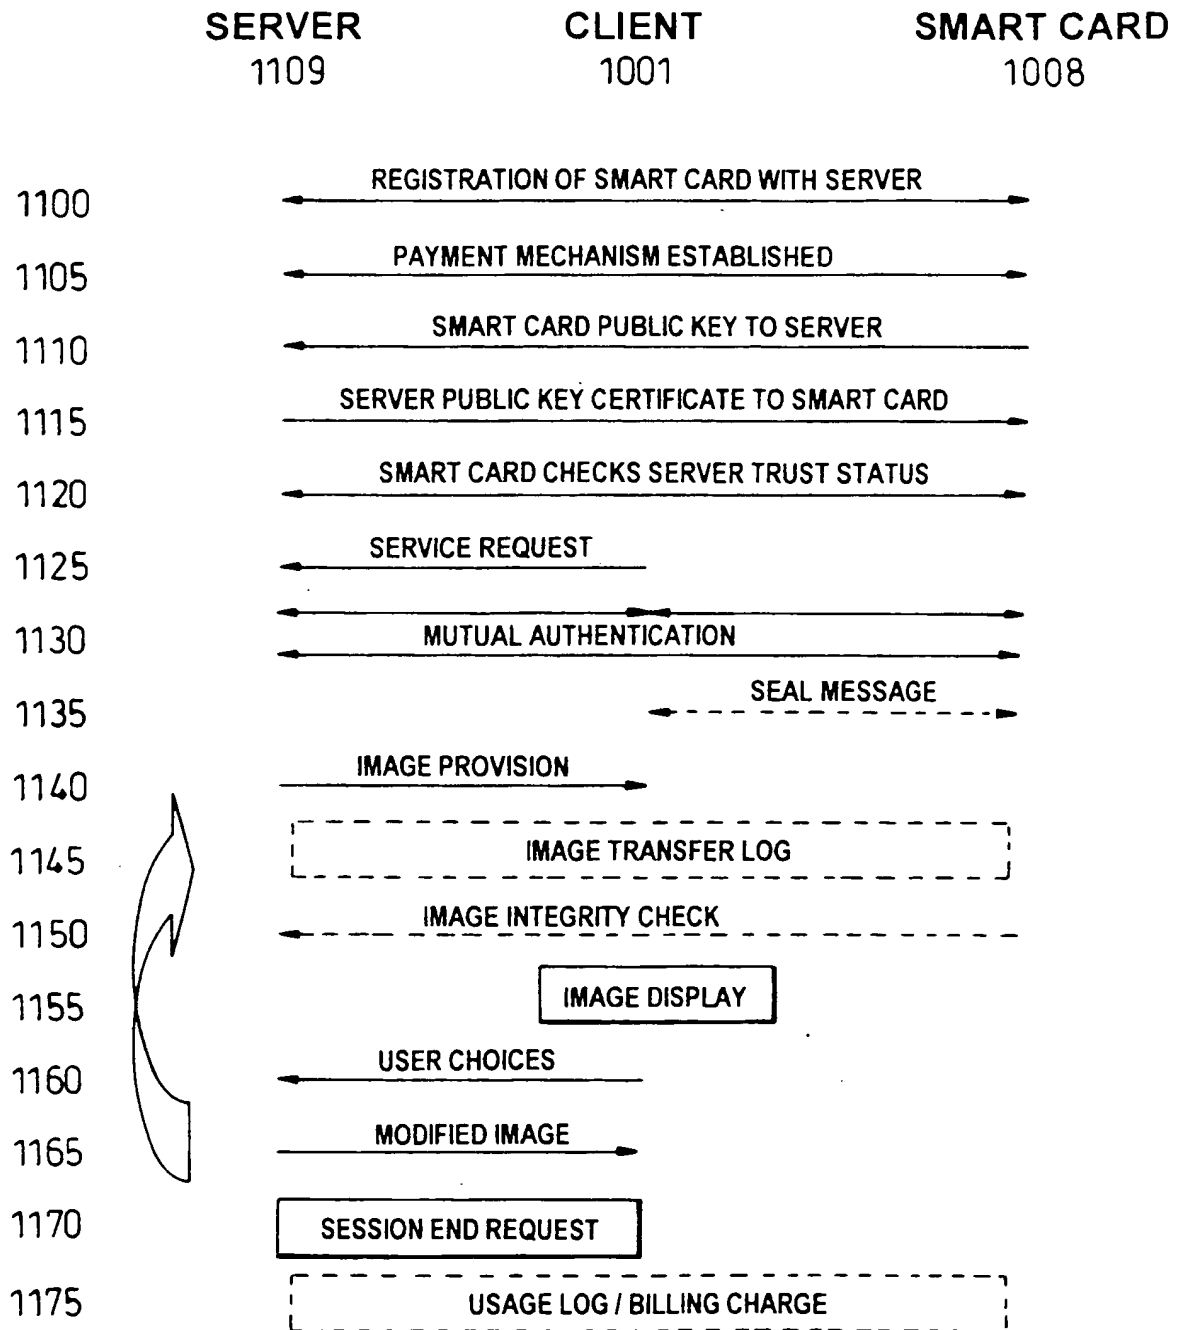 SERVER CLIENT SMART CARD
1109 1001 1008
1100 REGISTRATION OF SMART CARD WITH SERVER
1105 PAYMENT MECHANISM ESTABLISHED
1110 SMART CARD PUBLIC KEY TO SERVER
1115 SERVER PUBLIC KEY CERTIFICATE TO SMART CARD
1120 SMART CARD CHECKS SERVER TRUST STATUS
1125 SERVICE REQUEST
1130 MUTUAL AUTHENTICATION
1135 SEAL MESSAGE
1140 IMAGE PROVISION
1145 IMAGE TRANSFER LOG
1150 IMAGE INTEGRITY CHECK
1155 IMAGE DISPLAY
1160 USER CHOICES
1165 MODIFIED IMAGE
1170 SESSION END REQUEST
1175 USAGE LOG / BILLING CHARGE